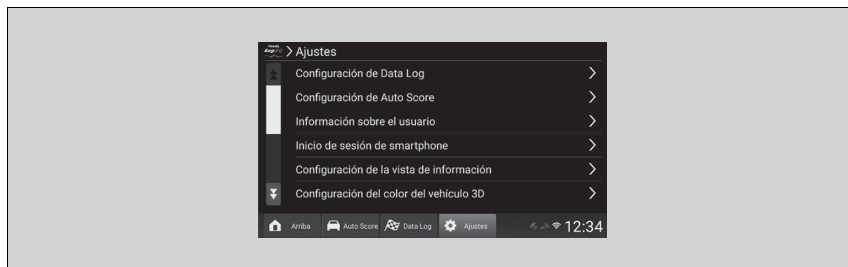 Honda
LogR
Ajustes
Configuración de Data Log
Configuración de Auto Score
Información sobre el usuario
Inicio de sesión de smartphone
Configuración de la vista de información
Configuración del color del vehículo 3D
Arriba Auto Score Data Log Ajustes 12:34